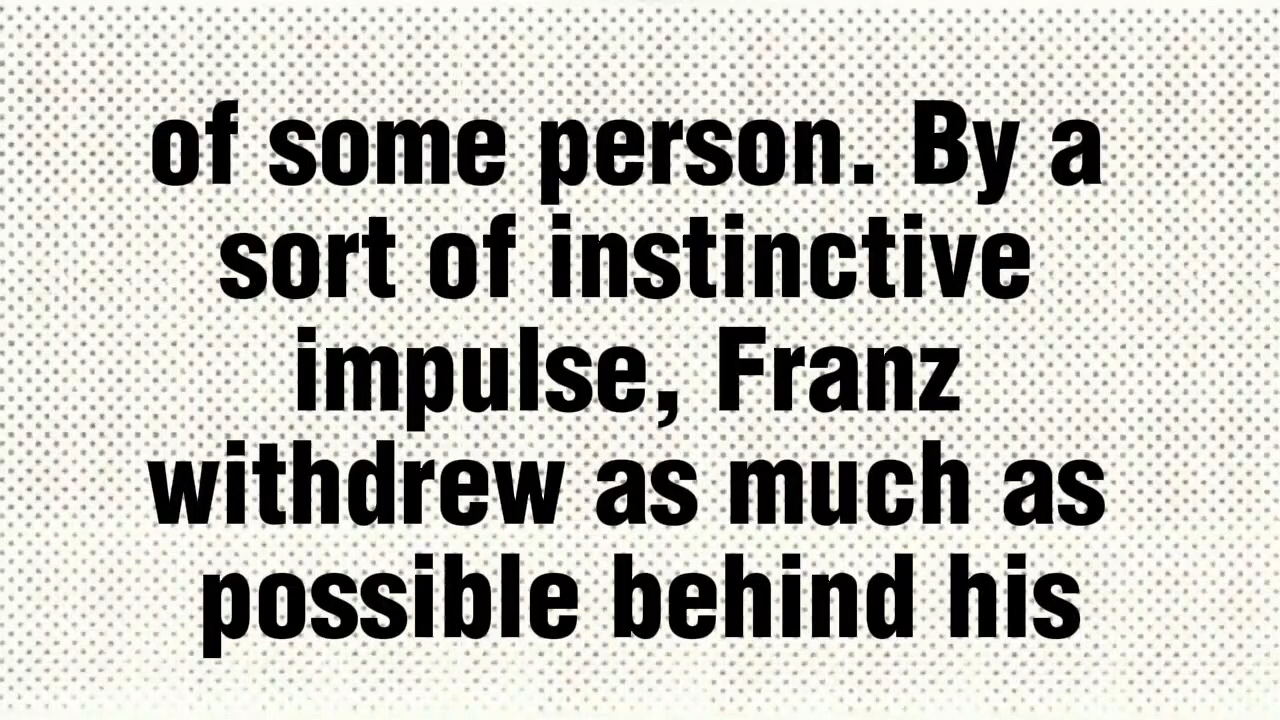 of some person. By a
sort of instinctive
impulse, Franz
withdrew as much as
possible behind his